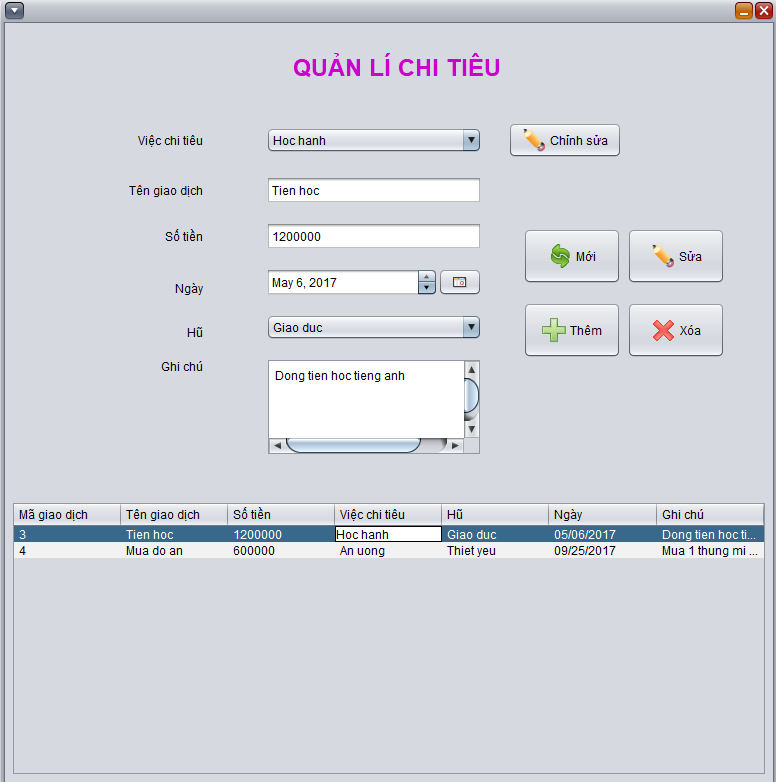 QUẢN LÍ CHI TIÊU
Việc chi tiêu Hoc hanh Chỉnh sửa
Tên giao dịch Tien hoc
Số tiền 1200000
Mới Sửa
Ngày May 6, 2017
Hũ Giao duc
Thêm Xóa
Ghi chú Dong tien hoc tieng anh
Mã giao dịch Tên giao dịch Số tiền Việc chi tiêu Hũ Ngày Ghi chú
3 Tien hoc 1200000 Hoc hanh Giao duc 05/06/2017 Dong tien hoc ti...
4 Mua do an 600000 An uong Thiet yeu 09/25/2017 Mua 1 thung mi ...